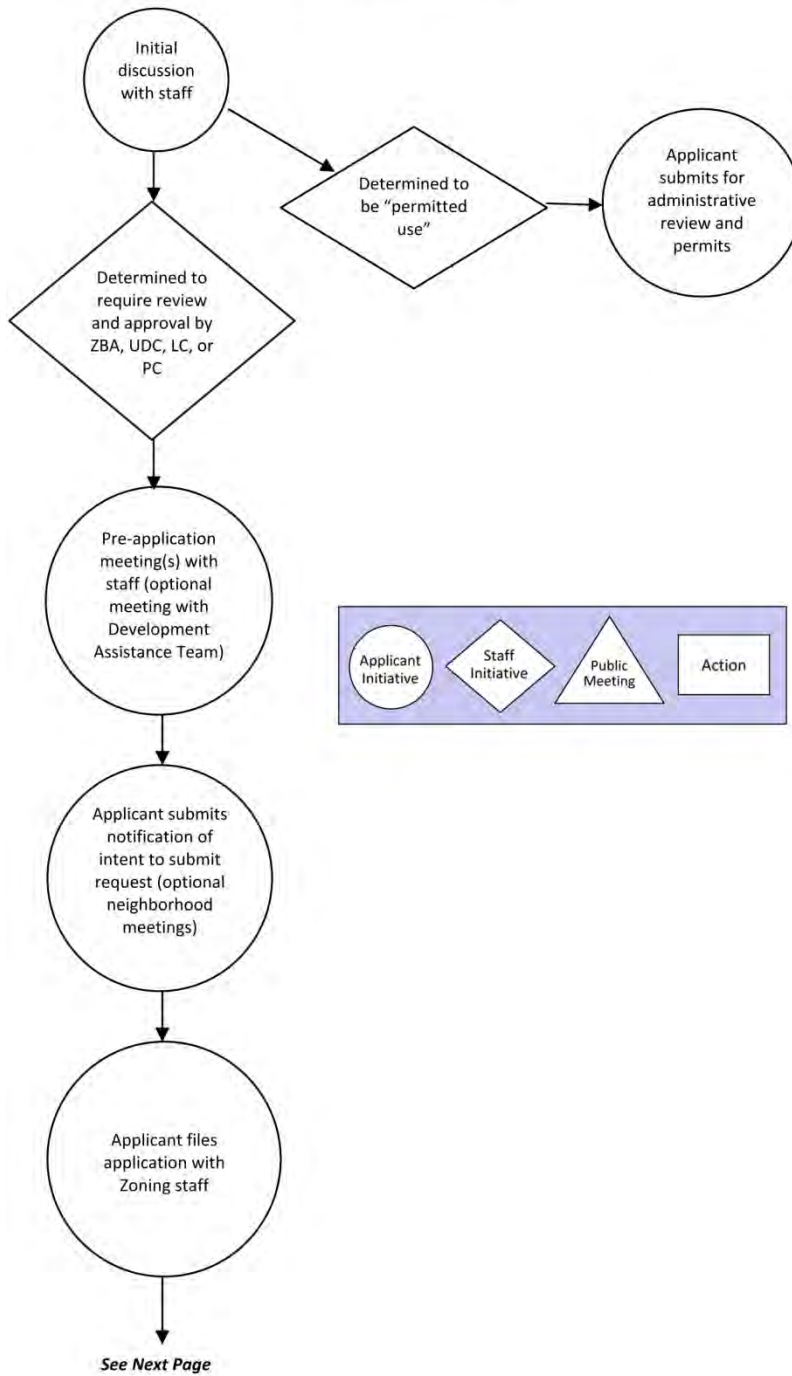 Initial
discussion
with staff
Determined to
be “permitted
use”
Applicant
submits for
administrative
review and
permits
Determined to
require review
and approval by
ZBA, UDC, LC, or
PC
Pre-application
meeting(s) with
staff (optional
meeting with
Development
Assistance Team)
Applicant
Initiative
Staff
Initiative
Public
Meeting
Action
Applicant submits
notification of
intent to submit
request (optional
neighborhood
meetings)
Applicant files
application with
Zoning staff
See Next Page